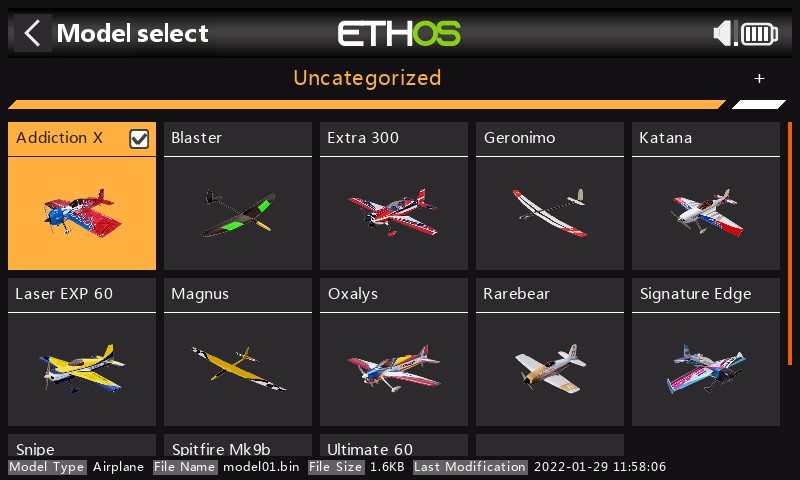 Model select
ETHOS
Uncategorized
+
Addiction X
Blaster
Extra 300
Geronimo
Katana
Laser EXP 60
Magnus
Oxalys
Rarebear
Signature Edge
Snipe
Spitfire Mk9b
Ultimate 60
Model Type Airplane File Name model01.bin File Size 1.6KB Last Modification 2022-01-29 11:58:06